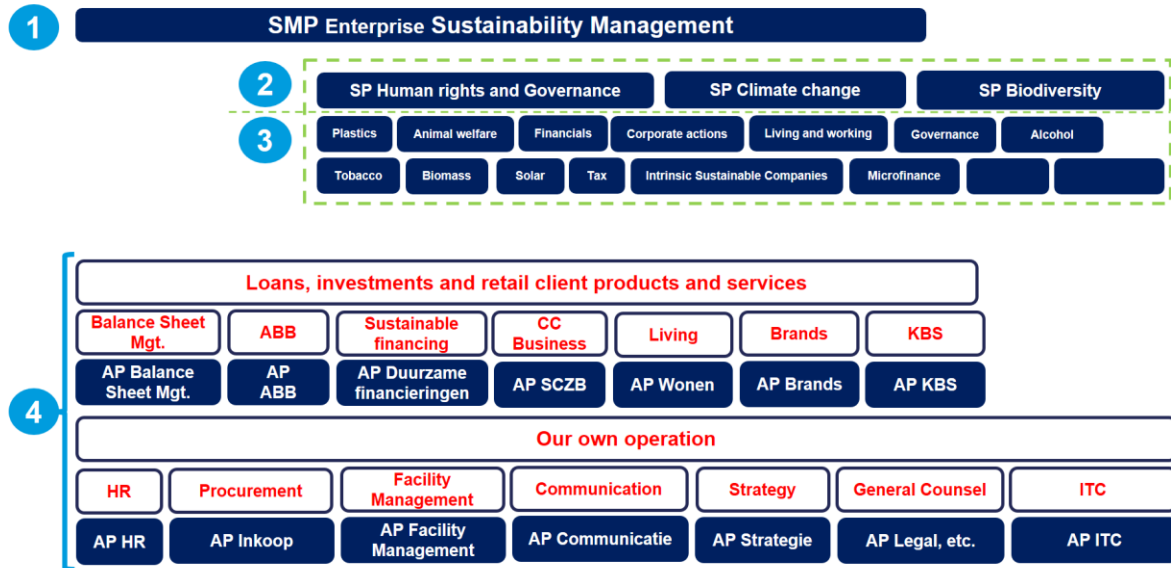 1
SMP Enterprise Sustainability Management
2
SP Human rights and Governance
SP Climate change
SP Biodiversity
3
Plastics
Animal welfare
Financials
Corporate actions
Living and working
Governance
Alcohol
Tobacco
Biomass
Solar
Tax
Intrinsic Sustainable Companies
Microfinance
4
Loans, investments and retail client products and services
Balance Sheet
Mgt.
ABB
Sustainable
financing
CC
Business
Living
Brands
KBS
AP Balance
Sheet Mgt.
AP
ABB
AP Duurzame
financieringen
AP SCZB
AP Wonen
AP Brands
AP KBS
Our own operation
HR
Procurement
Facility
Management
Communication
Strategy
General Counsel
ITC
AP HR
AP Inkoop
AP Facility
Management
AP Communicatie
AP Strategie
AP Legal, etc.
AP ITC